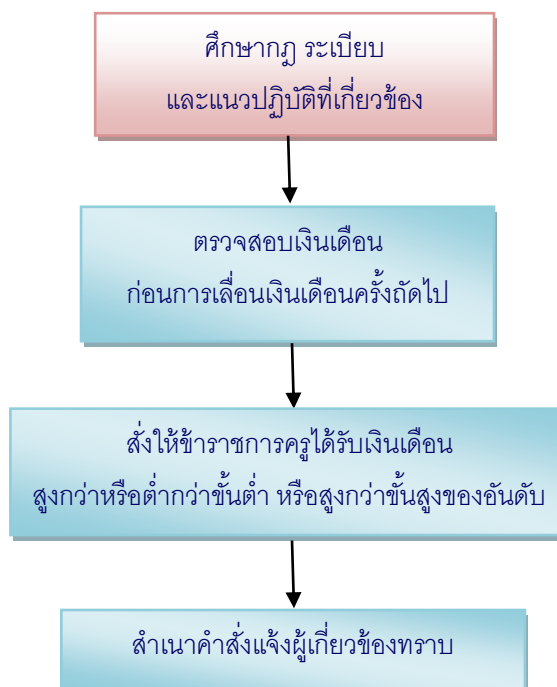 ศึกษากฎ ระเบียบ
และแนวปฏิบัติที่เกี่ยวข้อง
ตรวจสอบเงินเดือน
ก่อนการเลื่อนเงินเดือนครั้งถัดไป
สั่งให้ข้าราชการครูได้รับเงินเดือน
สูงกว่าหรือต่ำกว่าขั้นต่ำ หรือสูงกว่าขั้นสูงของอันดับ
สำเนาคำสั่งแจ้งผู้เกี่ยวข้องทราบ